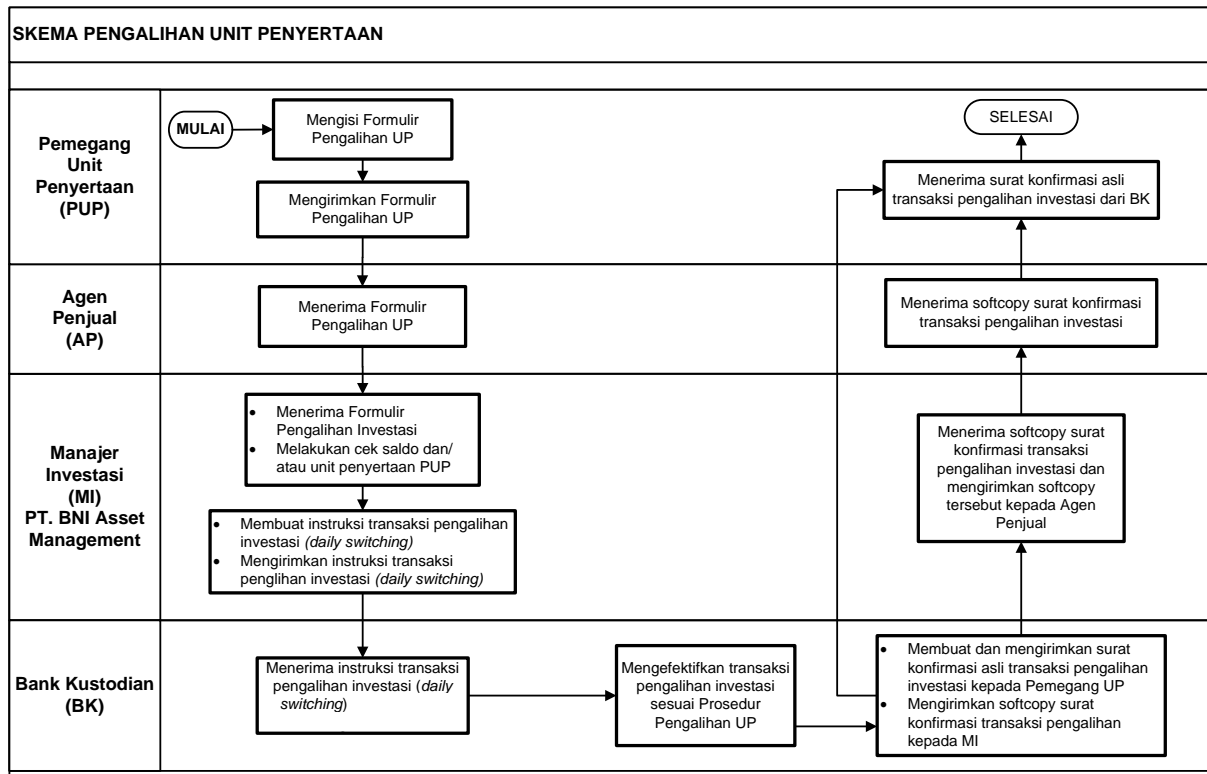 SKEMA PENGALIHAN UNIT PENYERTAAN
Pemegang
Unit
Penyertaan
(PUP)
MULAI
Mengisi Formulir
Pengalihan UP
Mengirimkan Formulir
Pengalihan UP
SELESAI
Menerima surat konfirmasi asli
transaksi pengalihan investasi dari BK
Agen
Penjual
(AP)
Menerima Formulir
Pengalihan UP
Menerima softcopy surat konfirmasi
transaksi pengalihan investasi
Manajer
Investasi
(MI)
PT. BNI Asset
Management
• Menerima Formulir
Pengalihan Investasi
• Melakukan cek saldo dan/
atau unit penyertaan PUP
• Membuat instruksi transaksi pengalihan
investasi (daily switching)
• Mengirimkan instruksi transaksi
penglihan investasi (daily switching)
Menerima softcopy surat
konfirmasi transaksi
pengalihan investasi dan
mengirimkan softcopy
tersebut kepada Agen
Penjual
Bank Kustodian
(BK)
Menerima instruksi transaksi
pengalihan investasi (daily
switching)
Mengefektifkan transaksi
pengalihan investasi
sesuai Prosedur
Pengalihan UP
• Membuat dan mengirimkan surat
konfirmasi asli transaksi pengalihan
investasi kepada Pemegang UP
• Mengirimkan softcopy surat
konfirmasi transaksi pengalihan
kepada MI